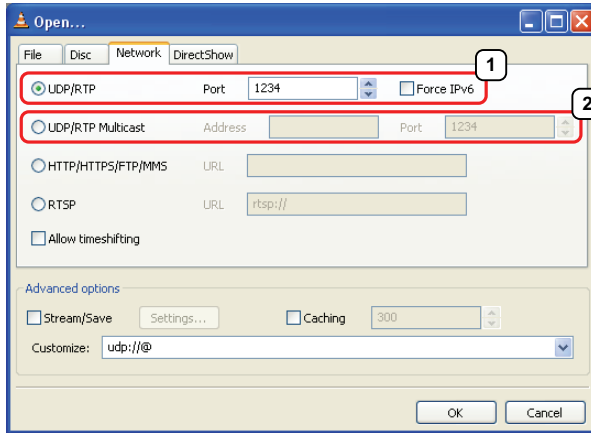 Open...
File Disc Network DirectShow
1
UDP/RTP Port 1234 Force IPv6
2
UDP/RTP Multicast Address Port 1234
HTTP/HTTPS/FTP/MMS URL
RTSP URL rtsp://
Allow timeshifting
Advanced options
Stream/Save Settings... Caching 300
Customize: udp://@
OK Cancel